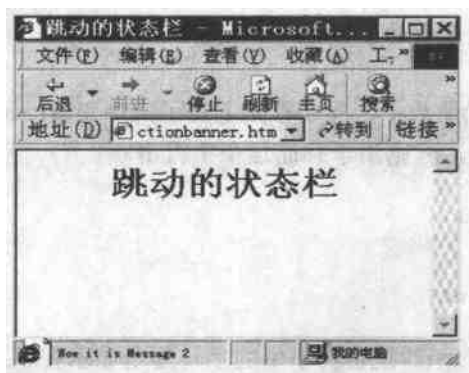 跳动的状态栏 - Microsoft...
文件(F) 编辑(E) 查看(V) 收藏(A) 工. »
后退 前进 停止 刷新 主页 搜索 »
地址(D) ctionbanner.htm 转到 链接 »
跳动的状态栏
Now it is Message 2 我的电脑